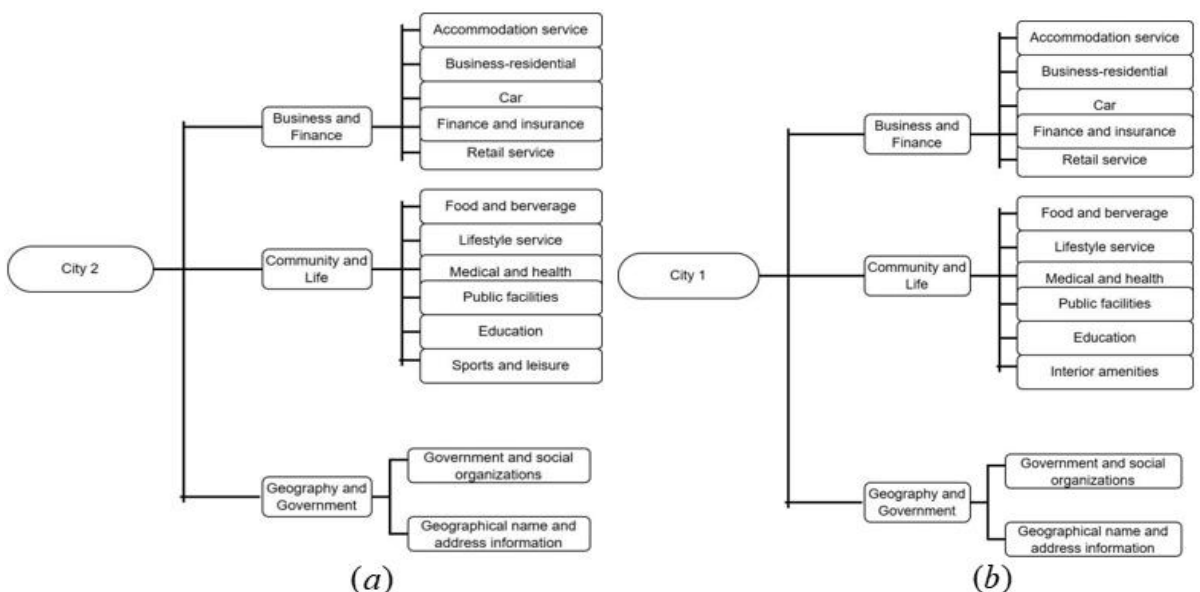 Accommodation service
Business-residential
Car
Business and
Finance
Finance and insurance
Retail service
Food and berverage
Lifestyle service
City 2
Community and
Life
Medical and health
Public facilities
Education
Sports and leisure
Government and social
organizations
Geography and
Government
Geographical name and
address information
(a)
Accommodation service
Business-residential
Car
Business and
Finance
Finance and insurance
Retail service
Food and berverage
Lifestyle service
City 1
Community and
Life
Medical and health
Public facilities
Education
Interior amenities
Government and social
organizations
Geography and
Government
Geographical name and
address information
(b)